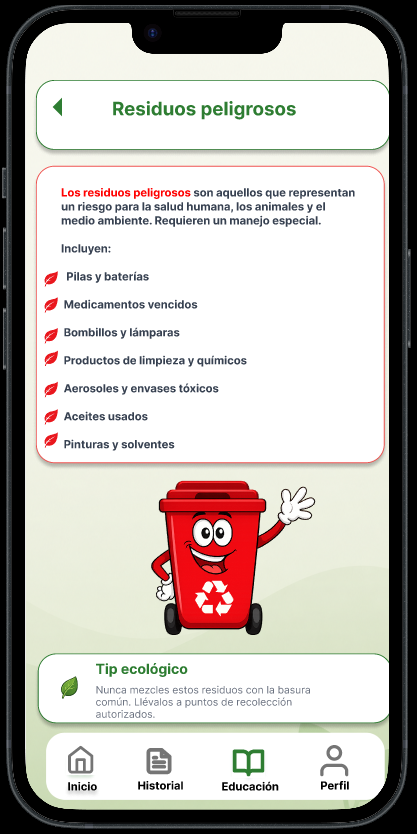 Residuos peligrosos
Los residuos peligrosos son aquellos que representan
un riesgo para la salud humana, los animales y el
medio ambiente. Requieren un manejo especial.
Incluyen:
Pilas y baterías
Medicamentos vencidos
Bombillos y lámparas
Productos de limpieza y químicos
Aerosoles y envases tóxicos
Aceites usados
Pinturas y solventes
Tip ecológico
Nunca mezcles estos residuos con la basura
común. Llévalos a puntos de recolección
autorizados.
Inicio Historial Educación Perfil